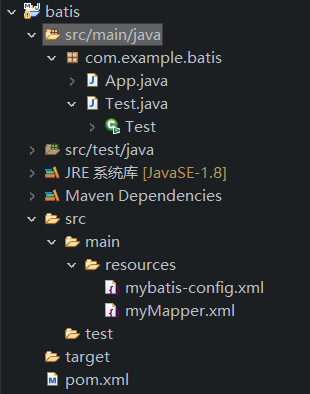 batis
src/main/java
com.example.batis
App.java
Test.java
Test
src/test/java
JRE 系统库 [JavaSE-1.8]
Maven Dependencies
src
main
resources
mybatis-config.xml
myMapper.xml
test
target
pom.xml